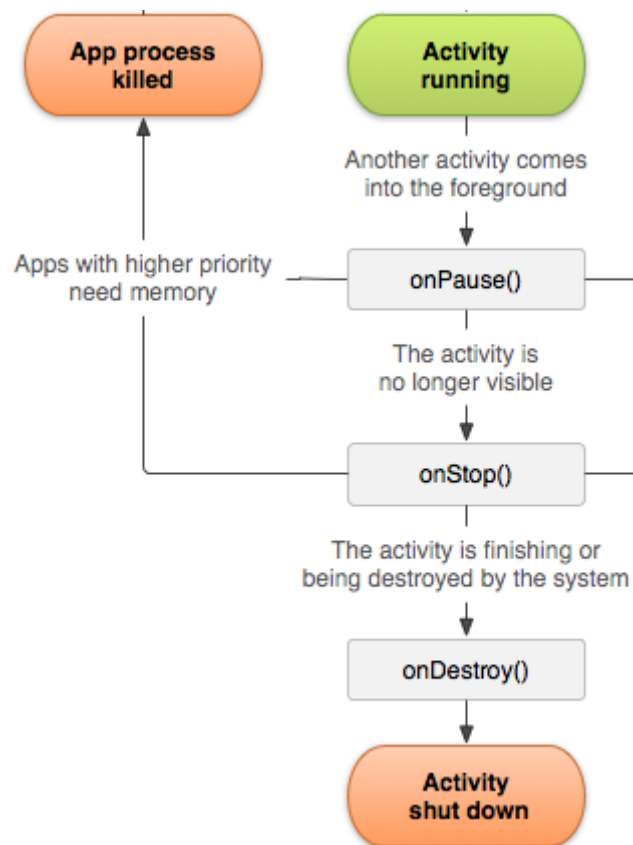 App process
killed
Activity
running
Another activity comes
into the foreground
Apps with higher priority
need memory
onPause()
The activity is
no longer visible
onStop()
The activity is finishing or
being destroyed by the system
onDestroy()
Activity
shut down